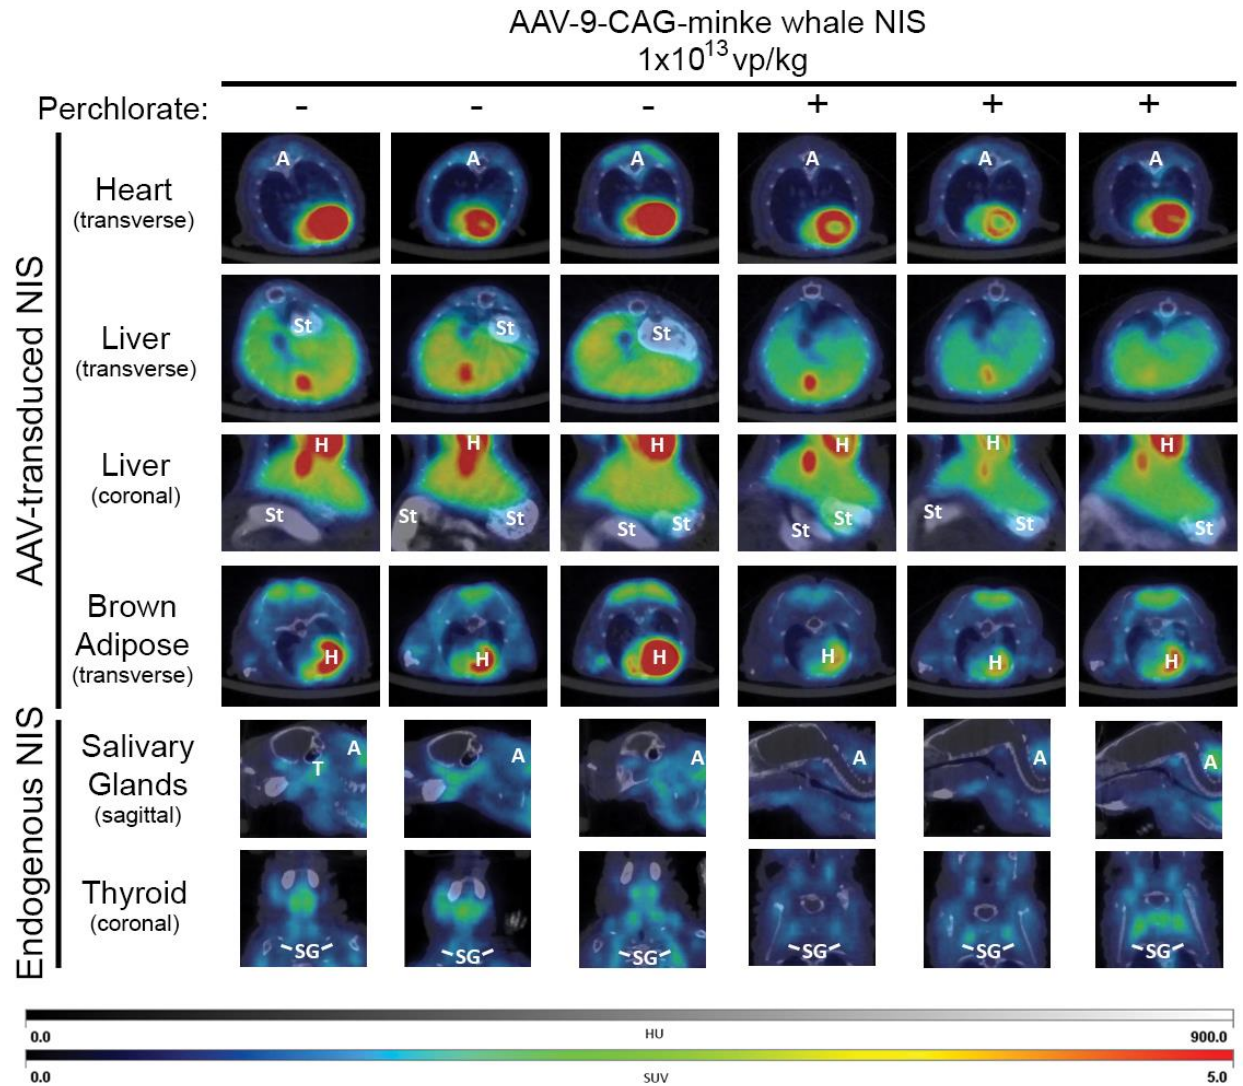 AAV-9-CAG-minke whale NIS
1x10¹³ vp/kg
Perchlorate: - - - + + +
AAV-transduced NIS
Heart
(transverse)
A A A A A A
Liver
(transverse)
St St St
Liver
(coronal)
H H H H H H
St St St St St St St St St
Brown
Adipose
(transverse)
H H H H H H
Endogenous NIS
Salivary
Glands
(sagittal)
A A A A A A
T
Thyroid
(coronal)
SG SG SG SG SG SG
0.0 HU 900.0
0.0 SUV 5.0